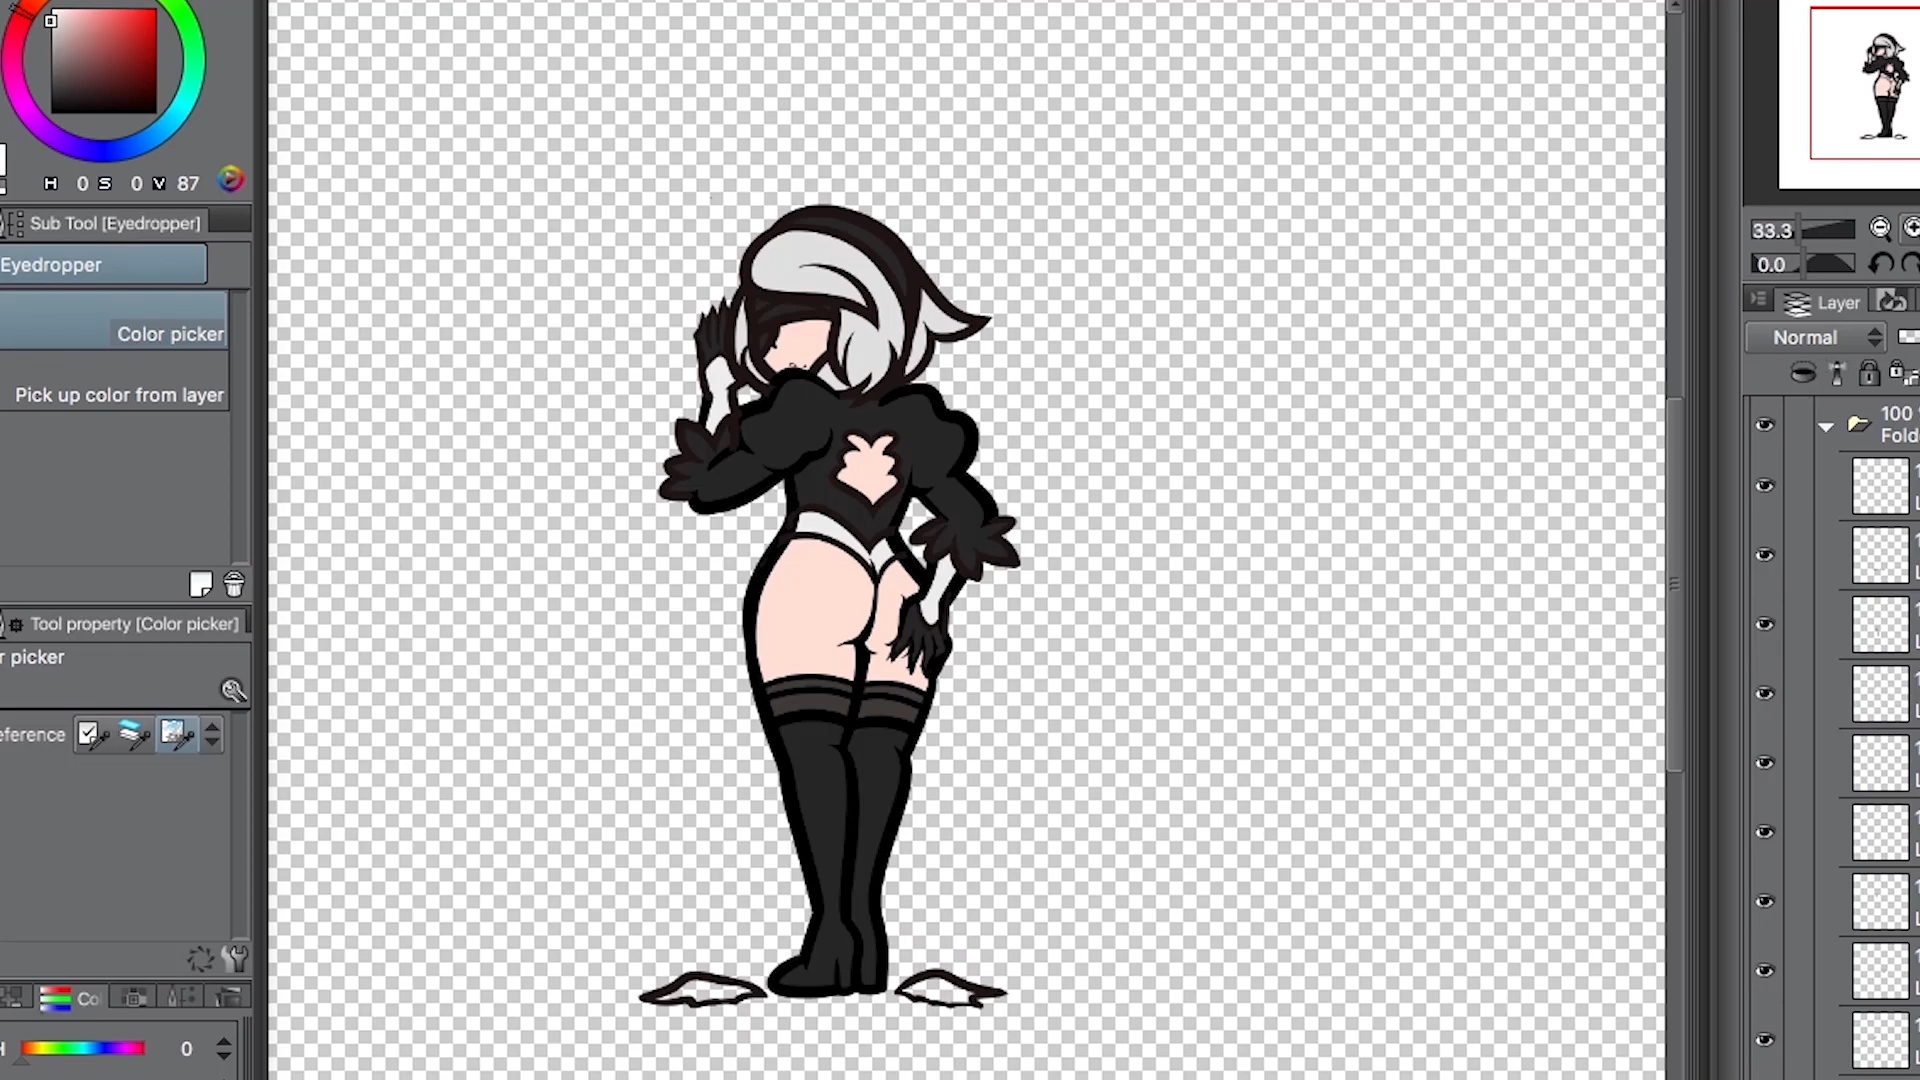 H 0 S 0 V 87
Sub Tool [Eyedropper]
Eyedropper
Color picker
Pick up color from layer
Tool property [Color picker]
r picker
eference
Co
H 0
33.3
0.0
Layer
Normal
100
Fold